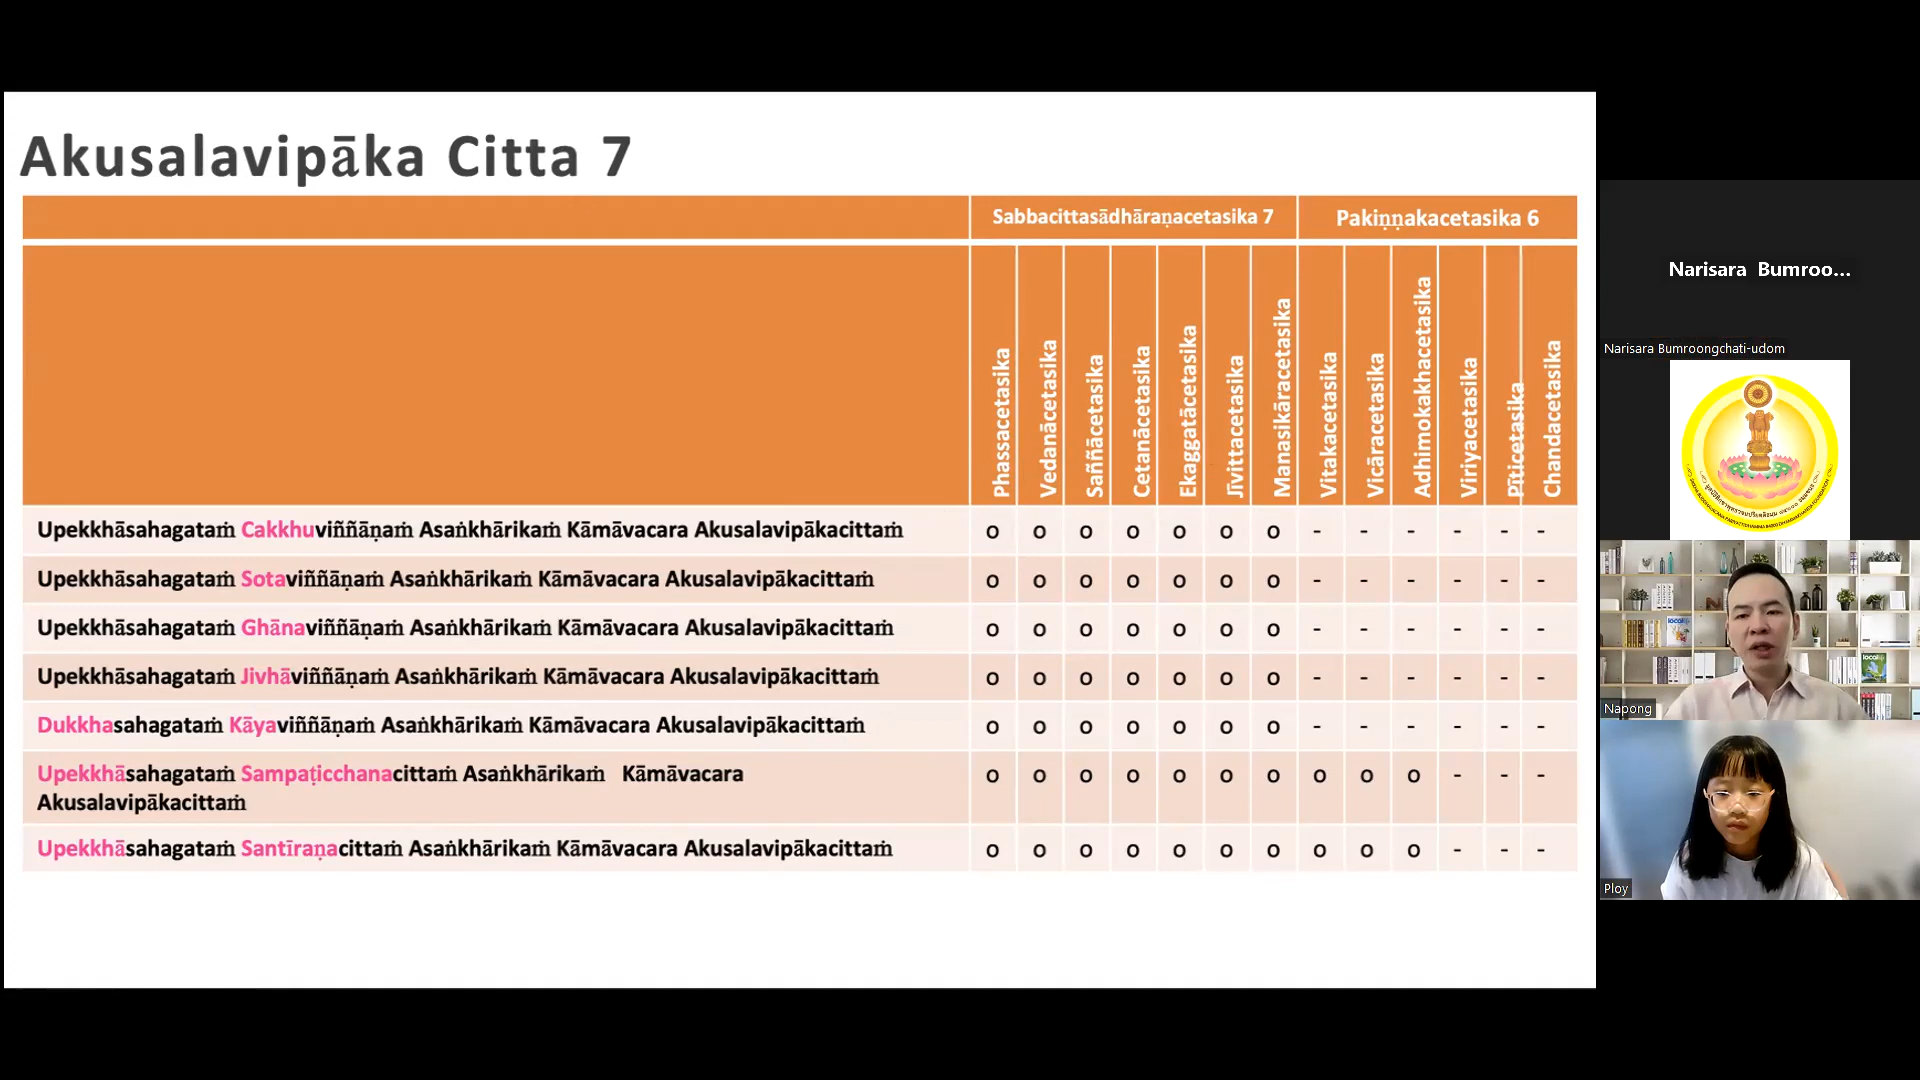 Akusalavipāka Citta 7
Sabbacittasādhāraṇacetasika 7
Pakiṇṇakacetasika 6
Phassacetasika
Vedanācetasika
Saññācetasika
Cetanācetasika
Ekaggatācetasika
Jīvittacetasika
Manasikāracetasika
Vitakacetasika
Vicāracetasika
Adhimokakhacetasika
Viriyacetasika
Pīticetasika
Chandacetasika
Upekkhāsahagataṁ Cakkhuviññāṇaṁ Asaṅkhārikaṁ Kāmāvacara Akusalavipākacittaṁ o o o o o o o - - - - - -
Upekkhāsahagataṁ Sotaviññāṇaṁ Asaṅkhārikaṁ Kāmāvacara Akusalavipākacittaṁ o o o o o o o - - - - - -
Upekkhāsahagataṁ Ghānaviññāṇaṁ Asaṅkhārikaṁ Kāmāvacara Akusalavipākacittaṁ o o o o o o o - - - - - -
Upekkhāsahagataṁ Jivhāviññāṇaṁ Asaṅkhārikaṁ Kāmāvacara Akusalavipākacittaṁ o o o o o o o - - - - - -
Dukkhasahagataṁ Kāyaviññāṇaṁ Asaṅkhārikaṁ Kāmāvacara Akusalavipākacittaṁ o o o o o o o - - - - - -
Upekkhāsahagataṁ Sampaṭicchanacittaṁ Asaṅkhārikaṁ Kāmāvacara o o o o o o o o o o - - -
Akusalavipākacittaṁ
Upekkhāsahagataṁ Santīraṇacittaṁ Asaṅkhārikaṁ Kāmāvacara Akusalavipākacittaṁ o o o o o o o o o o - - -
Narisara Bumroo...
Narisara Bumroongchati-udom
Napong
Ploy